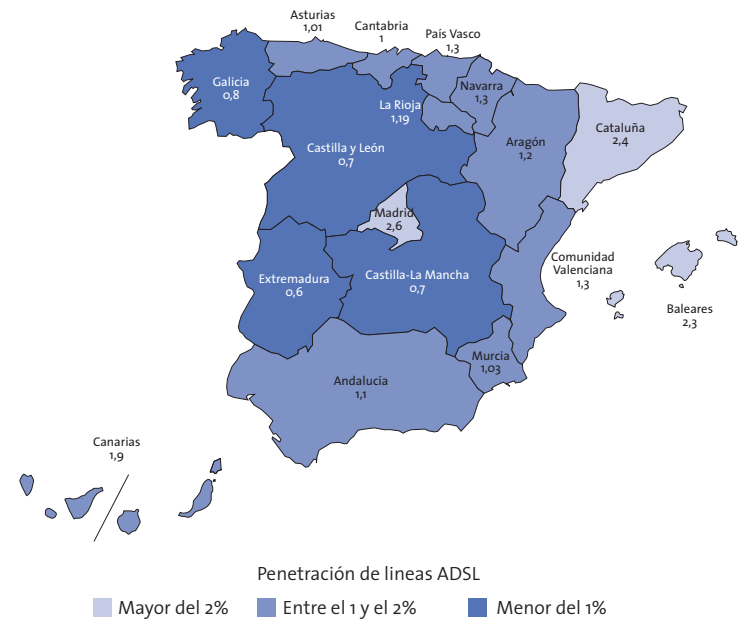 Asturias
1,01
Cantabria
1
País Vasco
1,3
Galicia
0,8
Navarra
1,3
La Rioja
1,19
Cataluña
2,4
Aragón
1,2
Castilla y León
0,7
Madrid
2,6
Comunidad
Valenciana
1,3
Extremadura
0,6
Castilla-La Mancha
0,7
Baleares
2,3
Murcia
1,03
Andalucía
1,1
Canarias
1,9
Penetración de lineas ADSL
Mayor del 2%
Entre el 1 y el 2%
Menor del 1%